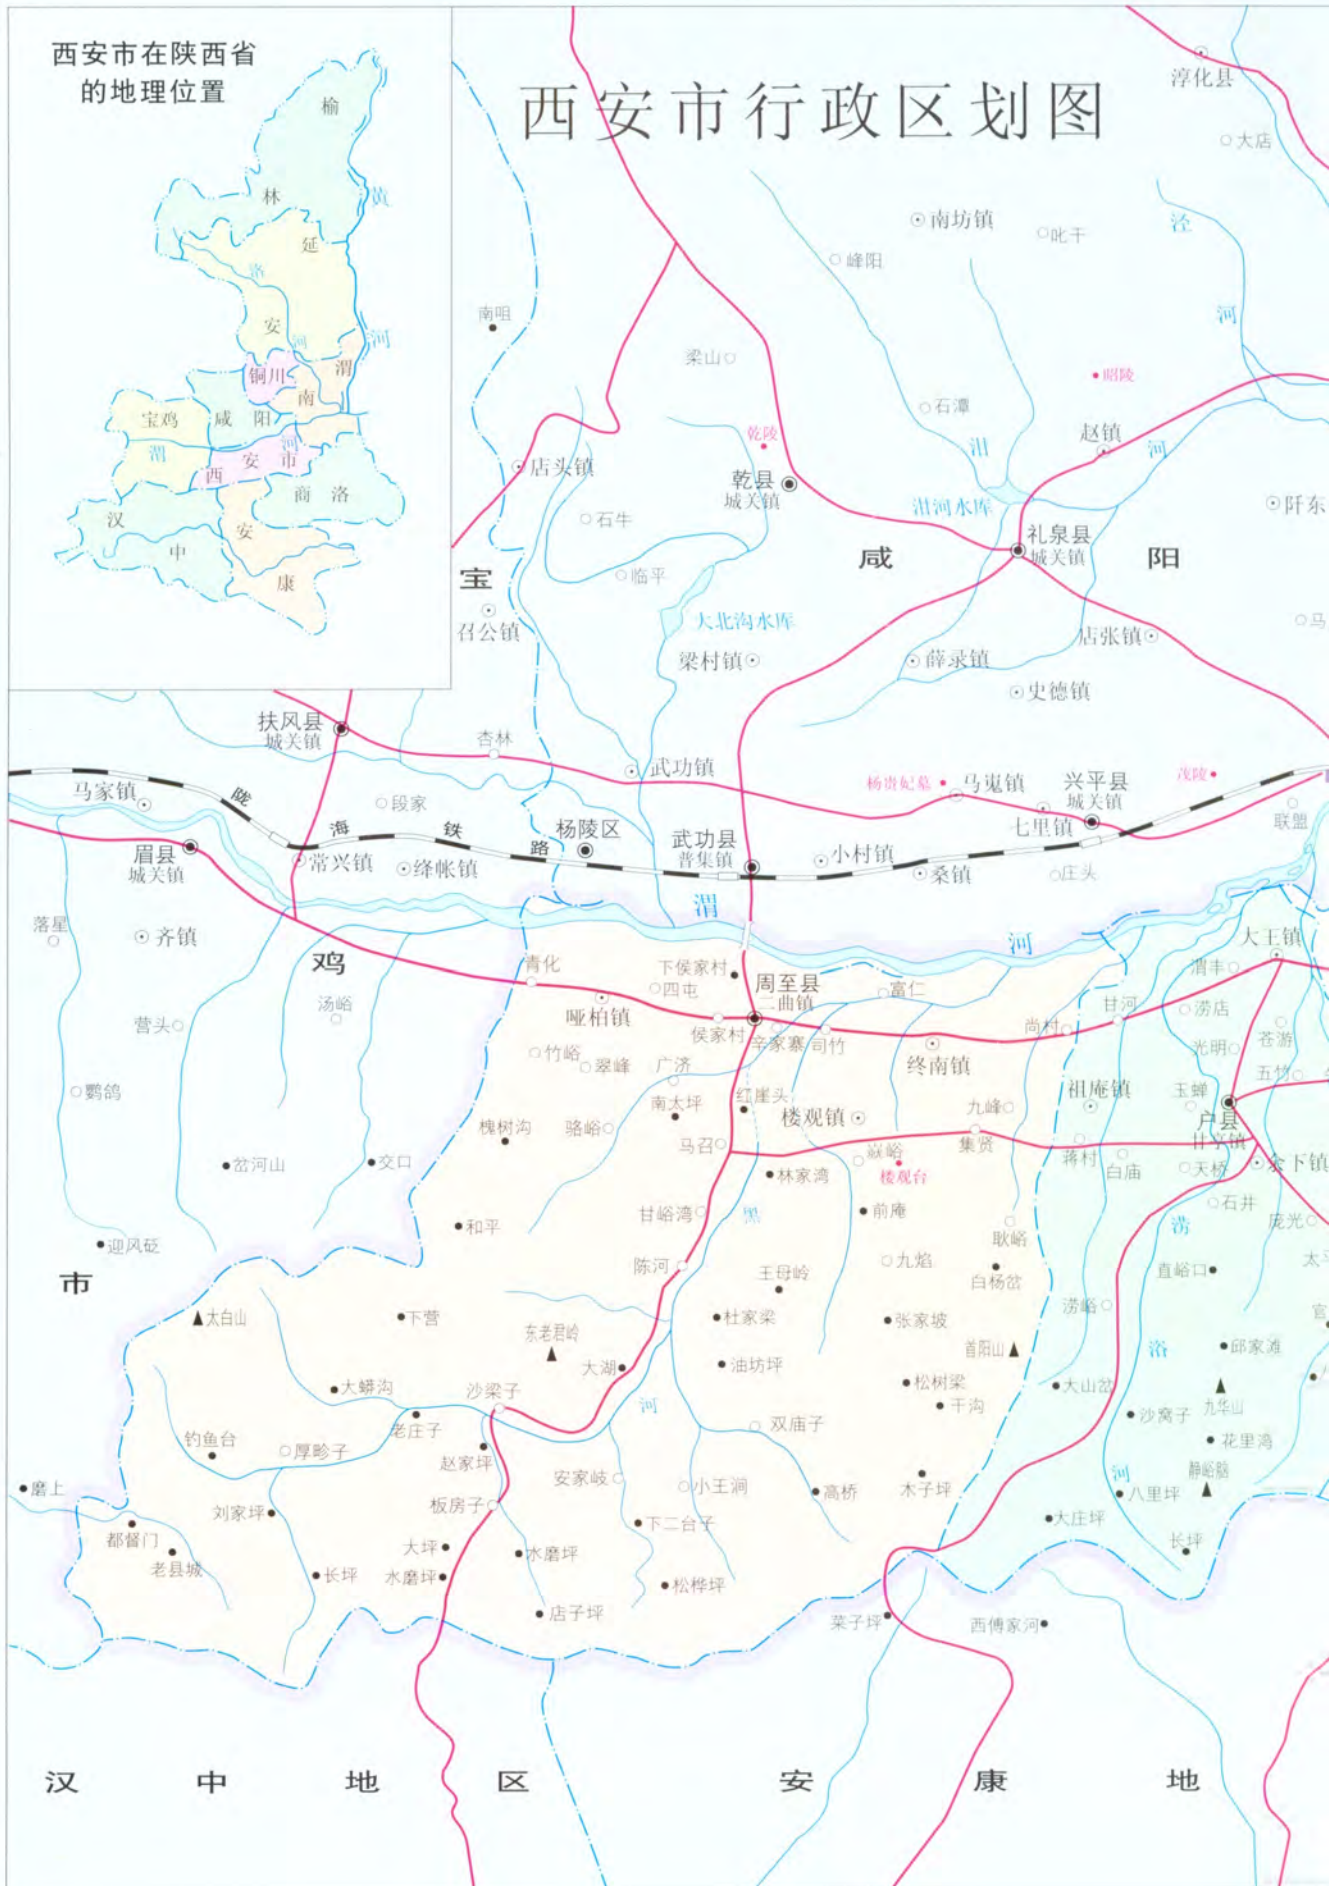 西安市在陕西省
的地理位置
西安市行政区划图
榆
林
黄
延
洛
安
河
河
铜川
渭
南
宝鸡
咸阳
渭
河
西安市
商洛
汉
中
安
康
淳化县
大店
南坊镇
叱干
泾
峰阳
河
南咀
梁山
昭陵
石潭
乾陵
赵镇
泔
河
店头镇
乾县
城关镇
泔河水库
阡东
石牛
礼泉县
城关镇
宝
咸
阳
临平
召公镇
大北沟水库
马
店张镇
梁村镇
薛录镇
史德镇
扶风县
城关镇
杏林
武功镇
杨贵妃墓
马嵬镇
兴平县
城关镇
茂陵
马家镇
陇
段家
海
铁
路
杨陵区
七里镇
联盟
眉县
城关镇
常兴镇
绛帐镇
武功县
普集镇
小村镇
桑镇
庄头
渭
河
落星
齐镇
大王镇
鸡
青化
下侯家村
四屯
周至县
二曲镇
富仁
渭丰
汤峪
哑柏镇
甘河
涝店
营头
侯家村
辛家寨
司竹
尚村
苍游
光明
竹峪
翠峰
广济
终南镇
五竹
鹦鸽
红崖头
祖庵镇
玉蝉
南太坪
楼观镇
九峰
户县
甘亭镇
槐树沟
骆峪
马召
集贤
蒋村
白庙
岔河山
交口
林家湾
峪
楼观台
天桥
余下镇
甘峪湾
黑
前庵
石井
和平
涝
庞光
迎风砭
耿峪
陈河
九焰
太平
市
王母岭
白杨岔
直峪口
太白山
下营
东老君岭
杜家梁
张家坡
涝峪
官
大湖
油坊坪
首阳山
峪
邱家滩
大蟒沟
沙梁子
松树梁
大山岔
河
干沟
沙窝子
九华山
钓鱼台
厚畛子
老庄子
双庙子
花里湾
赵家坪
安家岐
小王涧
木子坪
河
静峪脑
磨上
刘家坪
板房子
高桥
八里坪
都督门
下二台子
大庄坪
老县城
大坪
水磨坪
长坪
长坪
水磨坪
松桦坪
店子坪
菜子坪
西傅家河
汉中地区
安康地